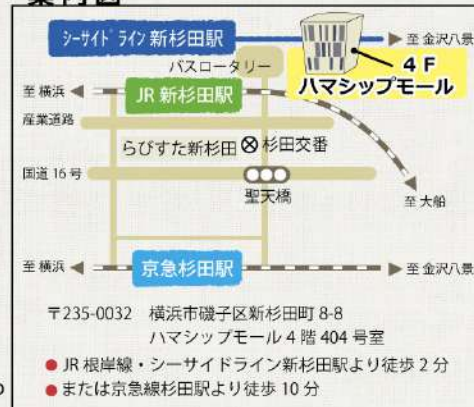 シーサイドライン 新杉田駅
至 金沢八景
4F
ハマシップモール
バスロータリー
至 横浜
JR 新杉田駅
産業道路
らびすた新杉田
杉田交番
国道 16 号
聖天橋
至 大船
至 横浜
京急杉田駅
至 金沢八景
〒235-0032 横浜市磯子区新杉田町 8-8
ハマシップモール 4 階 404 号室
● JR 根岸線・シーサイドライン新杉田駅より徒歩 2 分
● または京急線杉田駅より徒歩 10 分